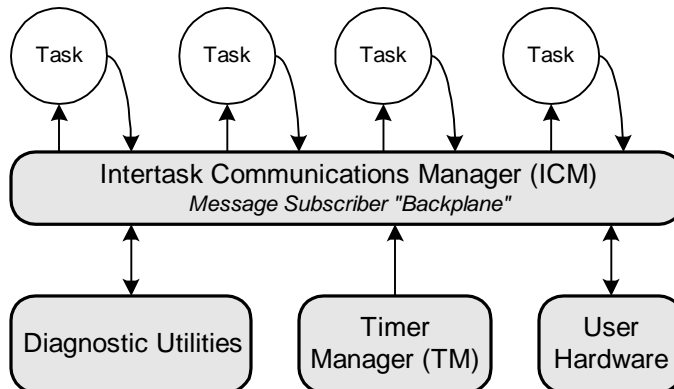 Task Task Task Task
Intertask Communications Manager (ICM)
Message Subscriber "Backplane"
Diagnostic Utilities
Timer
Manager (TM)
User
Hardware